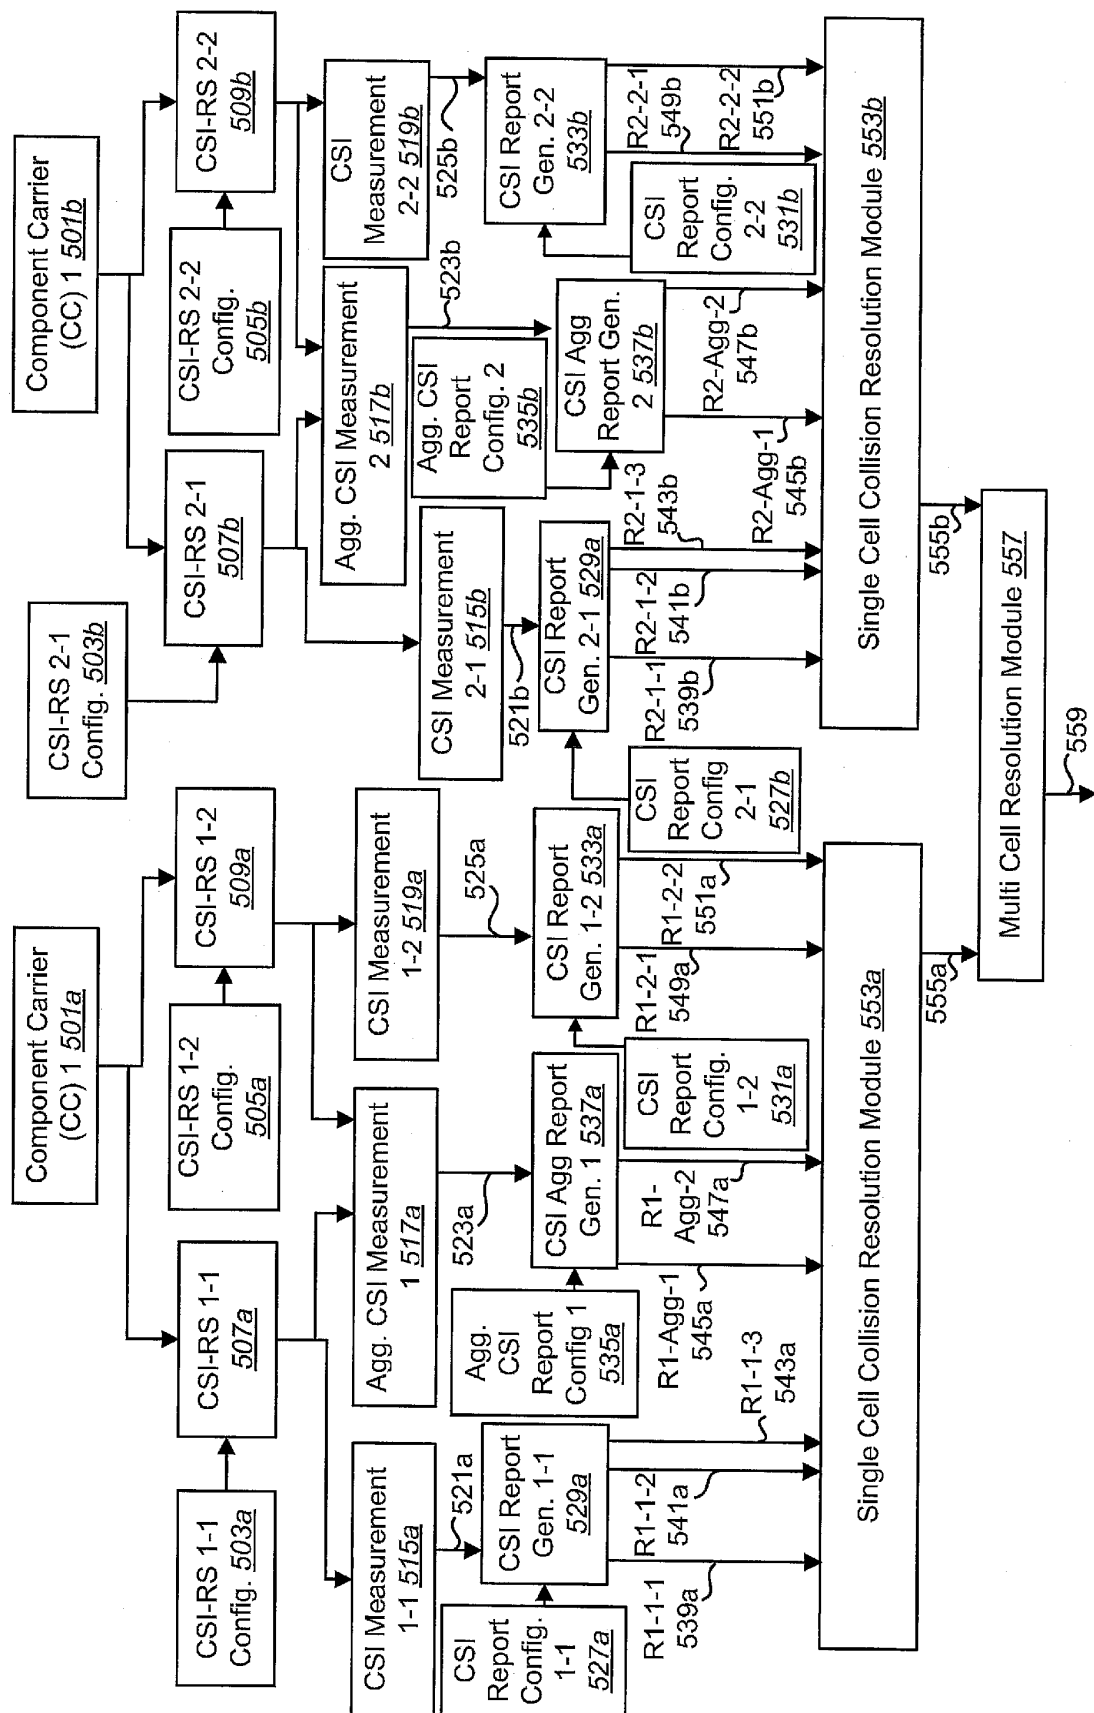 Component Carrier
(CC) 1 501a
CSI-RS 1-1
Config. 503a
CSI-RS 1-1
507a
CSI-RS 1-2
Config.
505a
CSI-RS 1-2
509a
CSI Measurement
1-1 515a
Agg. CSI Measurement
1 517a
CSI Measurement
1-2 519a
521a
523a
525a
CSI
Report
Config.
1-1
527a
CSI Report
Gen. 1-1
529a
Agg.
CSI
Report
Config 1
535a
CSI Agg Report
Gen. 1 537a
CSI
Report
Config.
1-2
531a
CSI Report
Gen. 1-2 533a
R1-1-1
539a
R1-1-2
541a
R1-1-3
543a
R1-Agg-1
545a
R1-
Agg-2
547a
R1-2-1
549a
R1-2-2
551a
Single Cell Collision Resolution Module 553a
555a
Component Carrier
(CC) 1 501b
CSI-RS 2-1
Config. 503b
CSI-RS 2-1
507b
CSI-RS 2-2
Config.
505b
CSI-RS 2-2
509b
CSI Measurement
2-1 515b
Agg. CSI Measurement
2 517b
CSI
Measurement
2-2 519b
521b
523b
525b
CSI
Report
Config
2-1
527b
CSI Report
Gen. 2-1 529a
Agg. CSI
Report
Config. 2
535b
CSI Agg
Report Gen.
2 537b
CSI
Report
Config.
2-2
531b
CSI Report
Gen. 2-2
533b
R2-1-1
539b
R2-1-2
541b
R2-1-3
543b
R2-Agg-1
545b
R2-Agg-2
547b
R2-2-1
549b
R2-2-2
551b
Single Cell Collision Resolution Module 553b
555b
Multi Cell Resolution Module 557
559